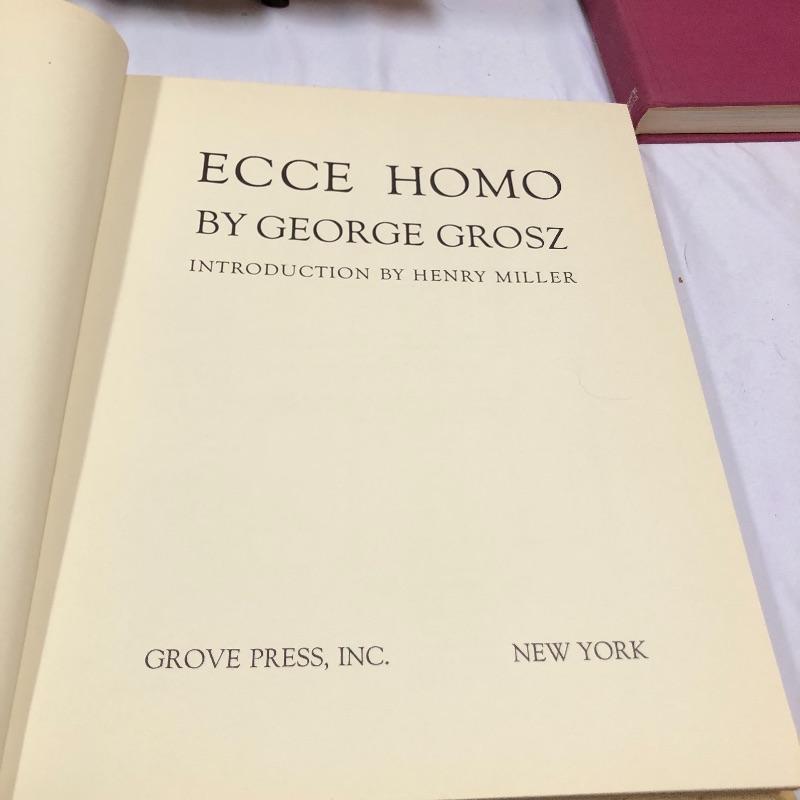 ECCE HOMO
BY GEORGE GROSZ
INTRODUCTION BY HENRY MILLER
GROVE PRESS, INC. NEW YORK